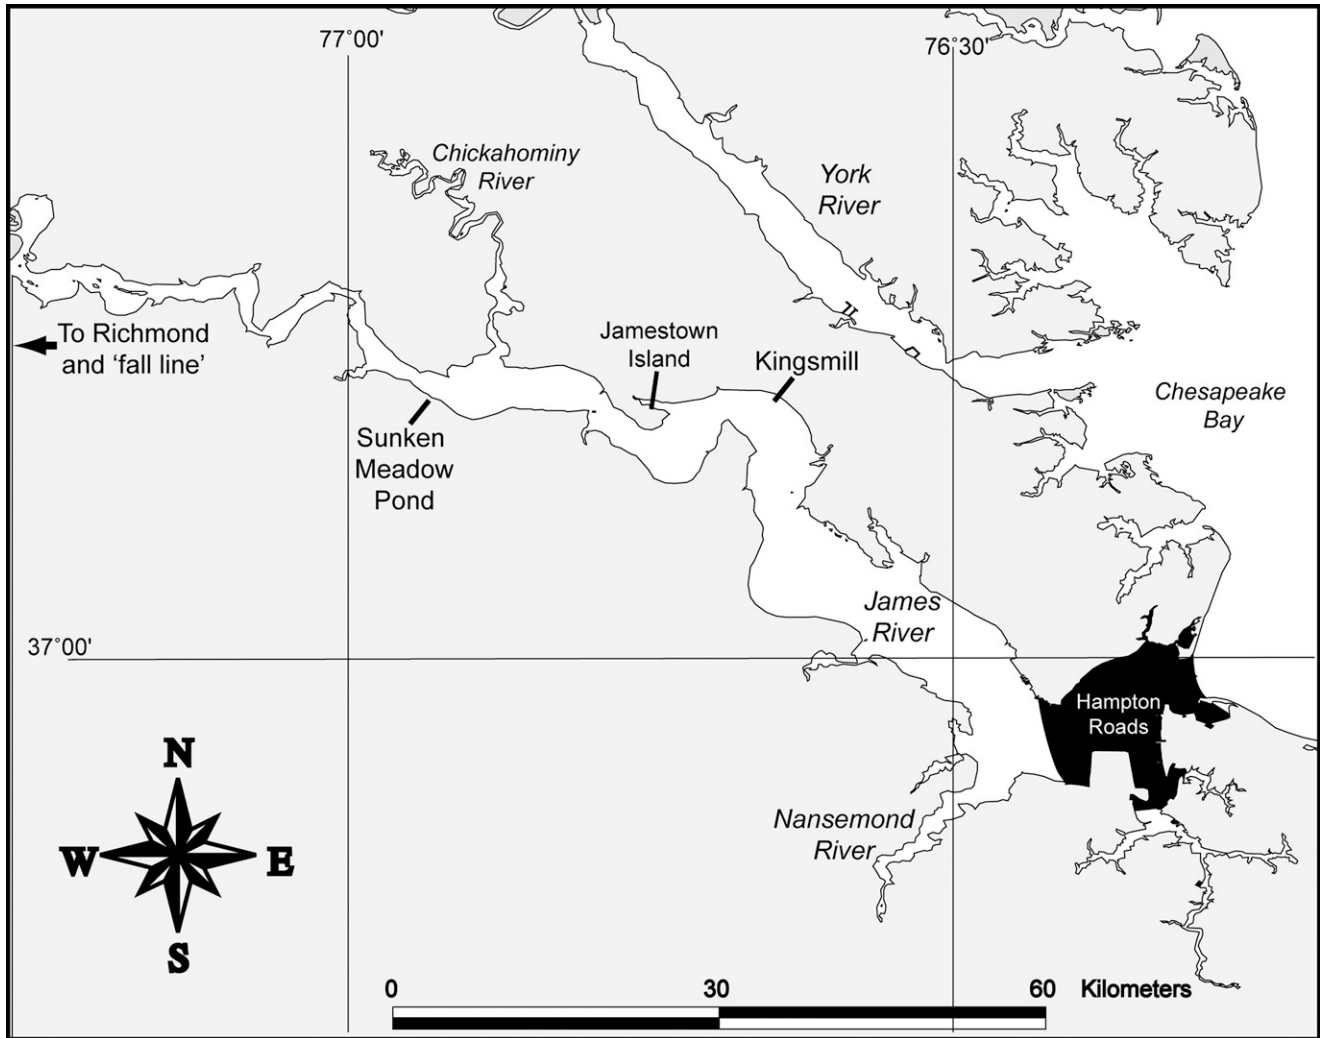 77°00'
76°30'
Chickahominy
River
York
River
To Richmond
and ‘fall line’
Jamestown
Island
Kingsmill
Chesapeake
Bay
Sunken
Meadow
Pond
James
River
37°00'
Hampton
Roads
Nansemond
River
N
W
E
S
0
30
60
Kilometers